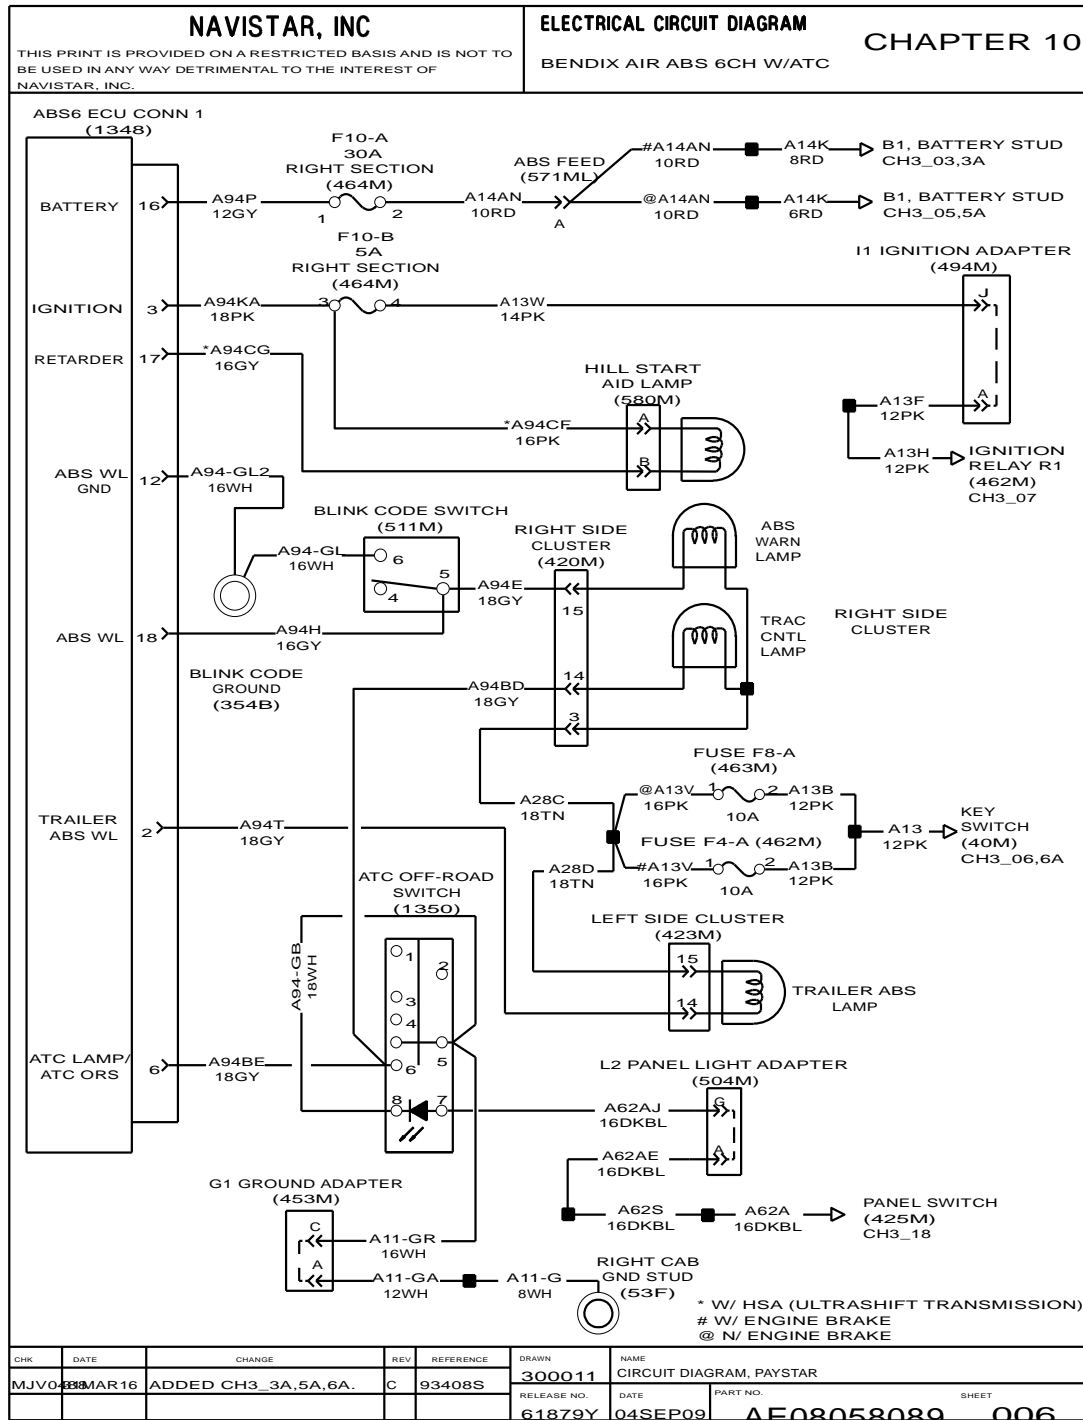 NAVISTAR, INC
THIS PRINT IS PROVIDED ON A RESTRICTED BASIS AND IS NOT TO
BE USED IN ANY WAY DETRIMENTAL TO THE INTEREST OF
NAVISTAR, INC.
ELECTRICAL CIRCUIT DIAGRAM
BENDIX AIR ABS 6CH W/ATC
CHAPTER 10
ABS6 ECU CONN 1
(1348)
F10-A
30A
RIGHT SECTION
(464M)
ABS FEED
(571ML)
#A14AN
10RD
A14K
8RD
B1, BATTERY STUD
CH3_03,3A
BATTERY
16
A94P
12GY
1
2
A14AN
10RD
A
@A14AN
10RD
A14K
6RD
B1, BATTERY STUD
CH3_05,5A
F10-B
5A
RIGHT SECTION
(464M)
I1 IGNITION ADAPTER
(494M)
IGNITION
3
A94KA
18PK
3
4
A13W
14PK
J
RETARDER
17
*A94CG
16GY
HILL START
AID LAMP
(580M)
*A94CF
16PK
A
B
A13F
12PK
A
A13H
12PK
IGNITION
RELAY R1
(462M)
CH3_07
ABS WL
GND
12
A94-GL2
16WH
BLINK CODE SWITCH
(511M)
RIGHT SIDE
CLUSTER
(420M)
ABS
WARN
LAMP
A94-GL
16WH
6
5
4
A94E
18GY
15
TRAC
CNTL
LAMP
RIGHT SIDE
CLUSTER
ABS WL
18
A94H
16GY
BLINK CODE
GROUND
(354B)
A94BD
18GY
14
3
FUSE F8-A
(463M)
@A13V
16PK
1
2
10A
A13B
12PK
A28C
18TN
TRAILER
ABS WL
2
A94T
18GY
FUSE F4-A (462M)
#A13V
16PK
1
2
10A
A13B
12PK
A13
12PK
KEY
SWITCH
(40M)
CH3_06,6A
A28D
18TN
ATC OFF-ROAD
SWITCH
(1350)
LEFT SIDE CLUSTER
(423M)
A94-GB
18WH
1
2
3
4
5
6
8
7
15
14
TRAILER ABS
LAMP
ATC LAMP/
ATC ORS
6
A94BE
18GY
L2 PANEL LIGHT ADAPTER
(504M)
A62AJ
16DKBL
G
A62AE
16DKBL
A
A62S
16DKBL
A62A
16DKBL
PANEL SWITCH
(425M)
CH3_18
G1 GROUND ADAPTER
(453M)
C
A11-GR
16WH
A
A11-GA
12WH
A11-G
8WH
RIGHT CAB
GND STUD
(53F)
* W/ HSA (ULTRASHIFT TRANSMISSION)
# W/ ENGINE BRAKE
@ N/ ENGINE BRAKE
CHK DATE CHANGE REV REFERENCE
ADDED CH3_3A,5A,6A. C 93408S
DRAWN
300011
NAME
CIRCUIT DIAGRAM, PAYSTAR
RELEASE NO.
61879Y
DATE
04SEP09
PART NO.
AE08058089
SHEET
006